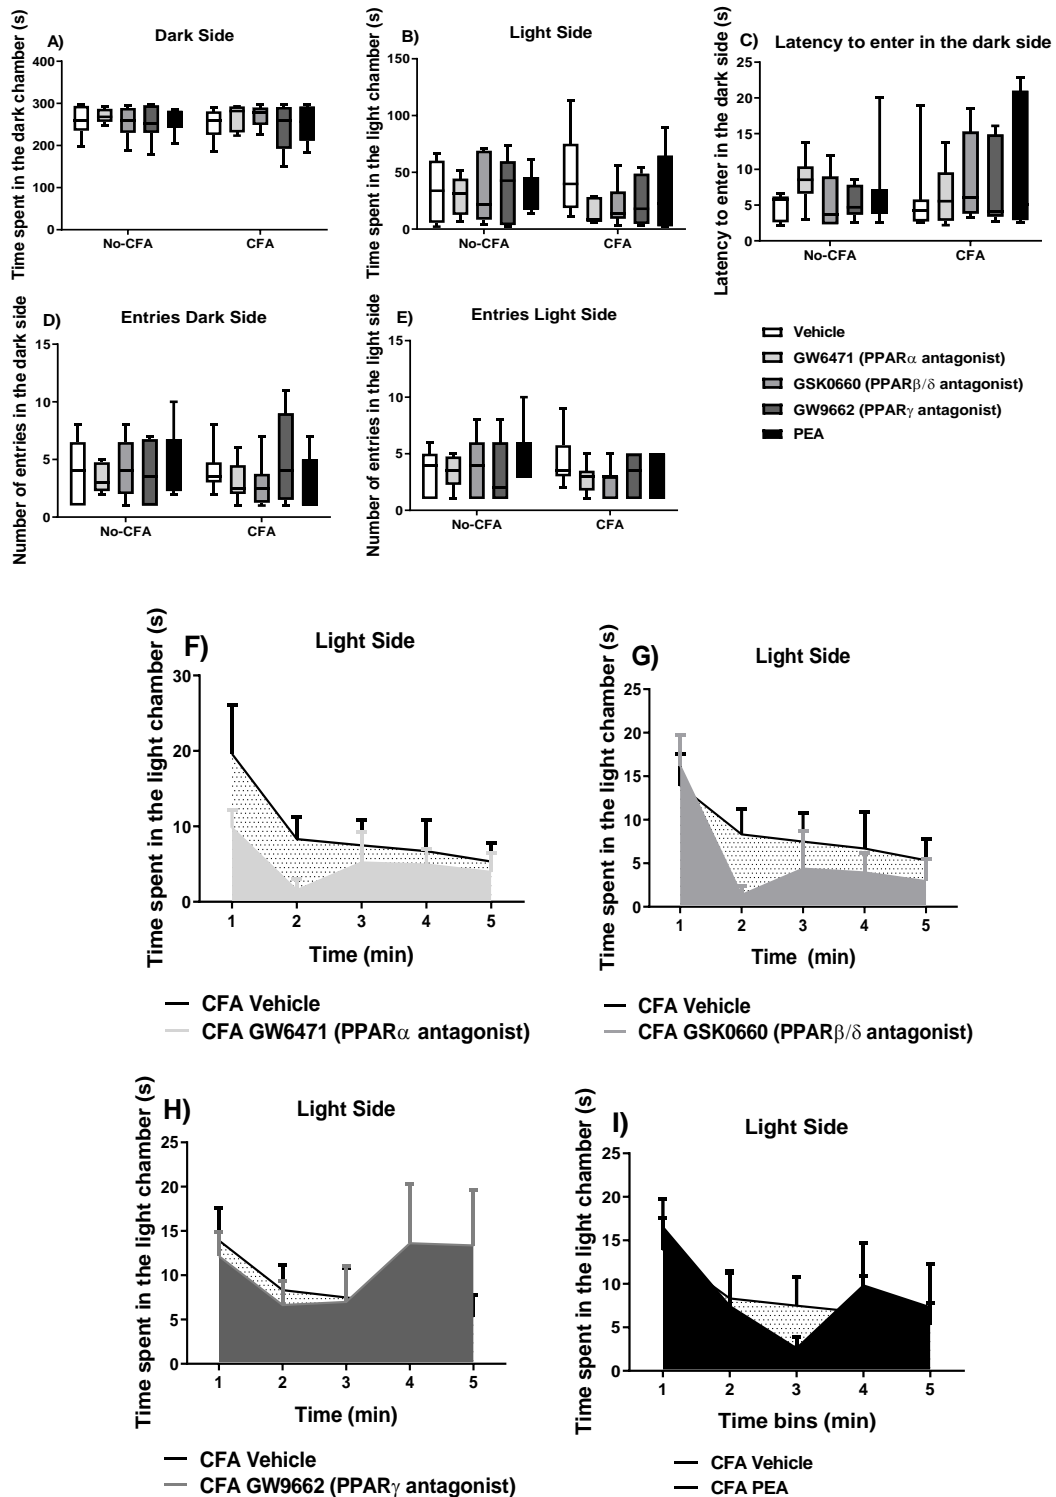 A)
Dark Side
Time spent in the dark chamber (s)
400
300
200
100
0
No-CFA
CFA
B)
Light Side
Time spent in the light chamber (s)
150
100
50
0
No-CFA
CFA
C)
Latency to enter in the dark side
Latency to enter in the dark side (s)
25
20
15
10
5
0
No-CFA
CFA
D)
Entries Dark Side
Number of entries in the dark side
15
10
5
0
No-CFA
CFA
E)
Entries Light Side
Number of entries in the light side
15
10
5
0
No-CFA
CFA
Vehicle
GW6471 (PPARα antagonist)
GSK0660 (PPARβ/δ antagonist)
GW9662 (PPARγ antagonist)
PEA
F)
Light Side
Time spent in the light chamber (s)
30
20
10
0
1 2 3 4 5
Time (min)
CFA Vehicle
CFA GW6471 (PPARα antagonist)
G)
Light Side
Time spent in the light chamber (s)
25
20
15
10
5
0
1 2 3 4 5
Time (min)
CFA Vehicle
CFA GSK0660 (PPARβ/δ antagonist)
H)
Light Side
Time spent in the light chamber (s)
25
20
15
10
5
0
1 2 3 4 5
Time (min)
CFA Vehicle
CFA GW9662 (PPARγ antagonist)
I)
Light Side
Time spent in the light chamber (s)
25
20
15
10
5
0
1 2 3 4 5
Time bins (min)
CFA Vehicle
CFA PEA